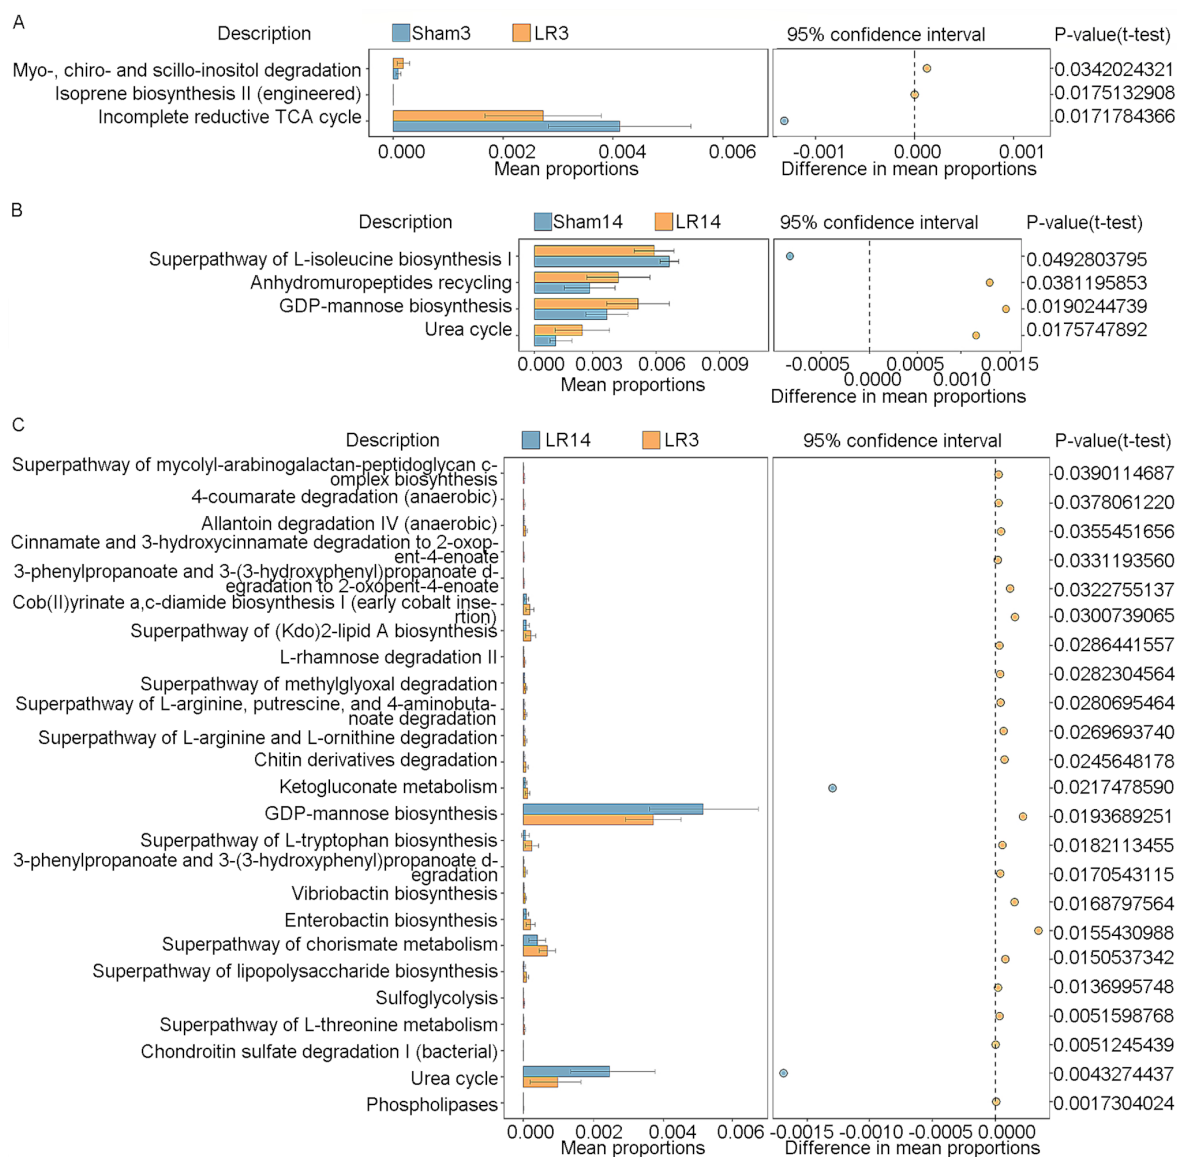 A
Description Sham3 LR3 95% confidence interval P-value(t-test)
Myo-, chiro- and scillo-inositol degradation 0.0342024321
Isoprene biosynthesis II (engineered) 0.0175132908
Incomplete reductive TCA cycle 0.0171784366
0.000 0.002 0.004 0.006 -0.001 0.000 0.001
Mean proportions Difference in mean proportions
B
Description Sham14 LR14 95% confidence interval P-value(t-test)
Superpathway of L-isoleucine biosynthesis I 0.0492803795
Anhydromuropeptides recycling 0.0381195853
GDP-mannose biosynthesis 0.0190244739
Urea cycle 0.0175747892
0.000 0.003 0.006 0.009 -0.0005 0.0005 0.0015
0.0000 0.0010
Mean proportions Difference in mean proportions
C
Description LR14 LR3 95% confidence interval P-value(t-test)
Superpathway of mycolyl-arabinogalactan-peptidoglycan c-
omplex biosynthesis 0.0390114687
4-coumarate degradation (anaerobic) 0.0378061220
Allantoin degradation IV (anaerobic) 0.0355451656
Cinnamate and 3-hydroxycinnamate degradation to 2-oxop-
ent-4-enoate 0.0331193560
3-phenylpropanoate and 3-(3-hydroxyphenyl)propanoate d-
egradation to 2-oxopent-4-enoate 0.0322755137
Cob(II)yrinate a,c-diamide biosynthesis I (early cobalt inse-
rtion) 0.0300739065
Superpathway of (Kdo)2-lipid A biosynthesis 0.0286441557
L-rhamnose degradation II 0.0282304564
Superpathway of methylglyoxal degradation 0.0280695464
Superpathway of L-arginine, putrescine, and 4-aminobuta-
noate degradation 0.0269693740
Superpathway of L-arginine and L-ornithine degradation 0.0245648178
Chitin derivatives degradation 0.0217478590
Ketogluconate metabolism 0.0193689251
GDP-mannose biosynthesis 0.0182113455
Superpathway of L-tryptophan biosynthesis 0.0170543115
3-phenylpropanoate and 3-(3-hydroxyphenyl)propanoate d-
egradation 0.0168797564
Vibriobactin biosynthesis 0.0155430988
Enterobactin biosynthesis 0.0150537342
Superpathway of chorismate metabolism 0.0136995748
Superpathway of lipopolysaccharide biosynthesis 0.0051598768
Sulfoglycolysis 0.0051245439
Superpathway of L-threonine metabolism 0.0043274437
Chondroitin sulfate degradation I (bacterial) 0.0017304024
Urea cycle
Phospholipases
0.000 0.002 0.004 0.006 -0.0015 -0.0010 -0.0005 0.0000
Mean proportions Difference in mean proportions